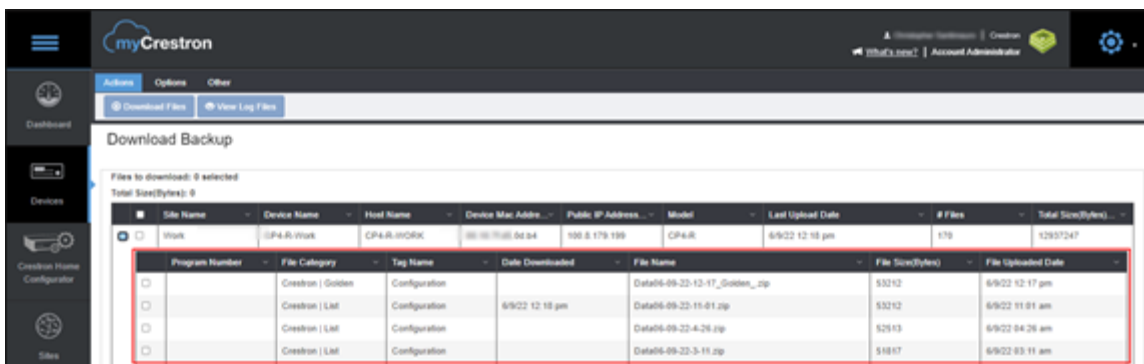 myCrestron
Crestron
What's new? | Account Administrator
Actions Options Other
Download Files View Log Files
Dashboard
Download Backup
Devices
Files to download: 0 selected
Total Size(Bytes): 0
Site Name Device Name Host Name Device Mac Addre... Public IP Address... Model Last Upload Date # Files Total Size(Bytes)...
Work CP4-R-Work CP4-R-WORK 0d.b4 100.8.179.199 CP4-R 6/9/22 12:18 pm 170 12937247
Crestron Home
Configurator
Program Number File Category Tag Name Date Downloaded File Name File Size(Bytes) File Uploaded Date
Crestron | Golden Configuration Data06-09-22-12-17_Golden_.zip 53212 6/9/22 12:17 pm
Crestron | List Configuration 6/9/22 12:18 pm Data06-09-22-11-01.zip 53212 6/9/22 11:01 am
Crestron | List Configuration Data06-09-22-4-26.zip 52513 6/9/22 04:26 am
Crestron | List Configuration Data06-09-22-3-11.zip 51817 6/9/22 03:11 am
Sites